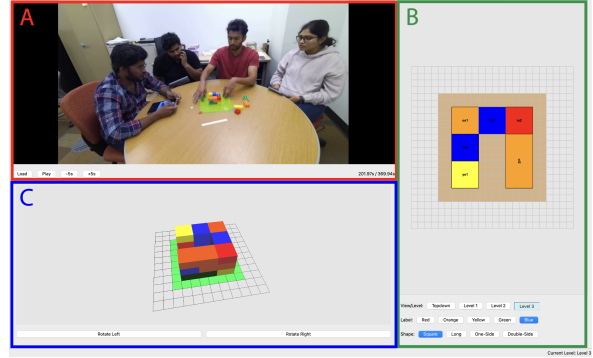 A
Load Play -5s +5s 201.97s / 369.94s
C
Rotate Left Rotate Right
B
View/Level: Topdown Level 1 Level 2 Level 3
Label: Red Orange Yellow Green Blue
Shape: Square Long One-Side Double-Side
Current Level: Level 3